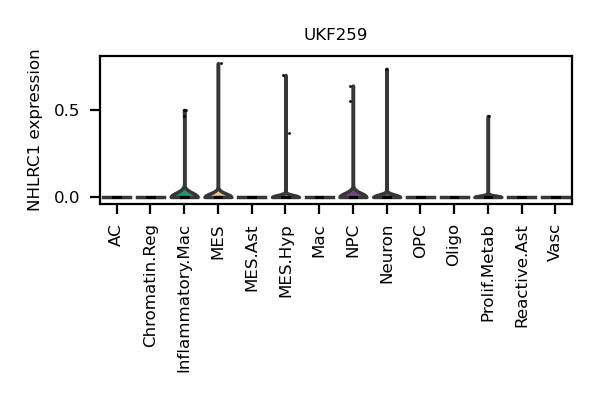 UKF259
NHLRC1 expression
0.5
0.0
AC
Chromatin.Reg
Inflammatory.Mac
MES
MES.Ast
MES.Hyp
Mac
NPC
Neuron
OPC
Oligo
Prolif.Metab
Reactive.Ast
Vasc